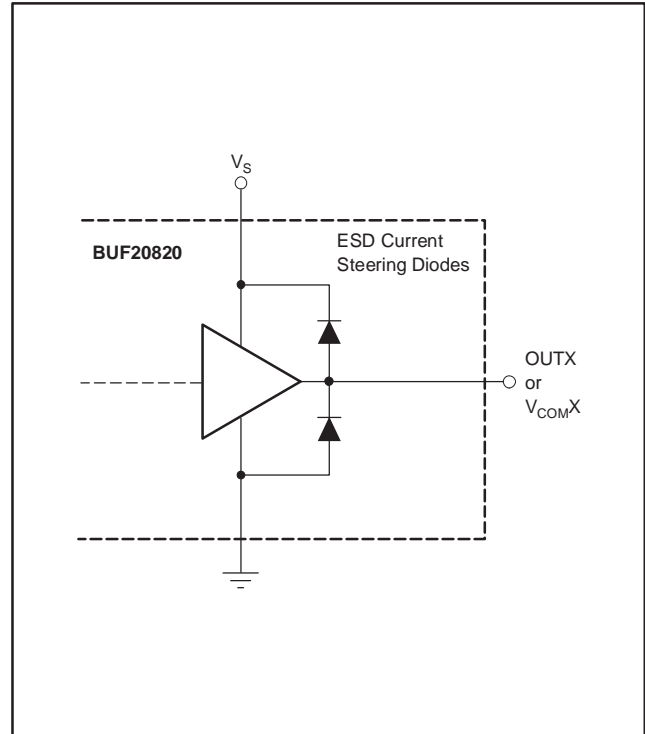 V_S
BUF20820
ESD Current
Steering Diodes
OUTX
or
V_COMX